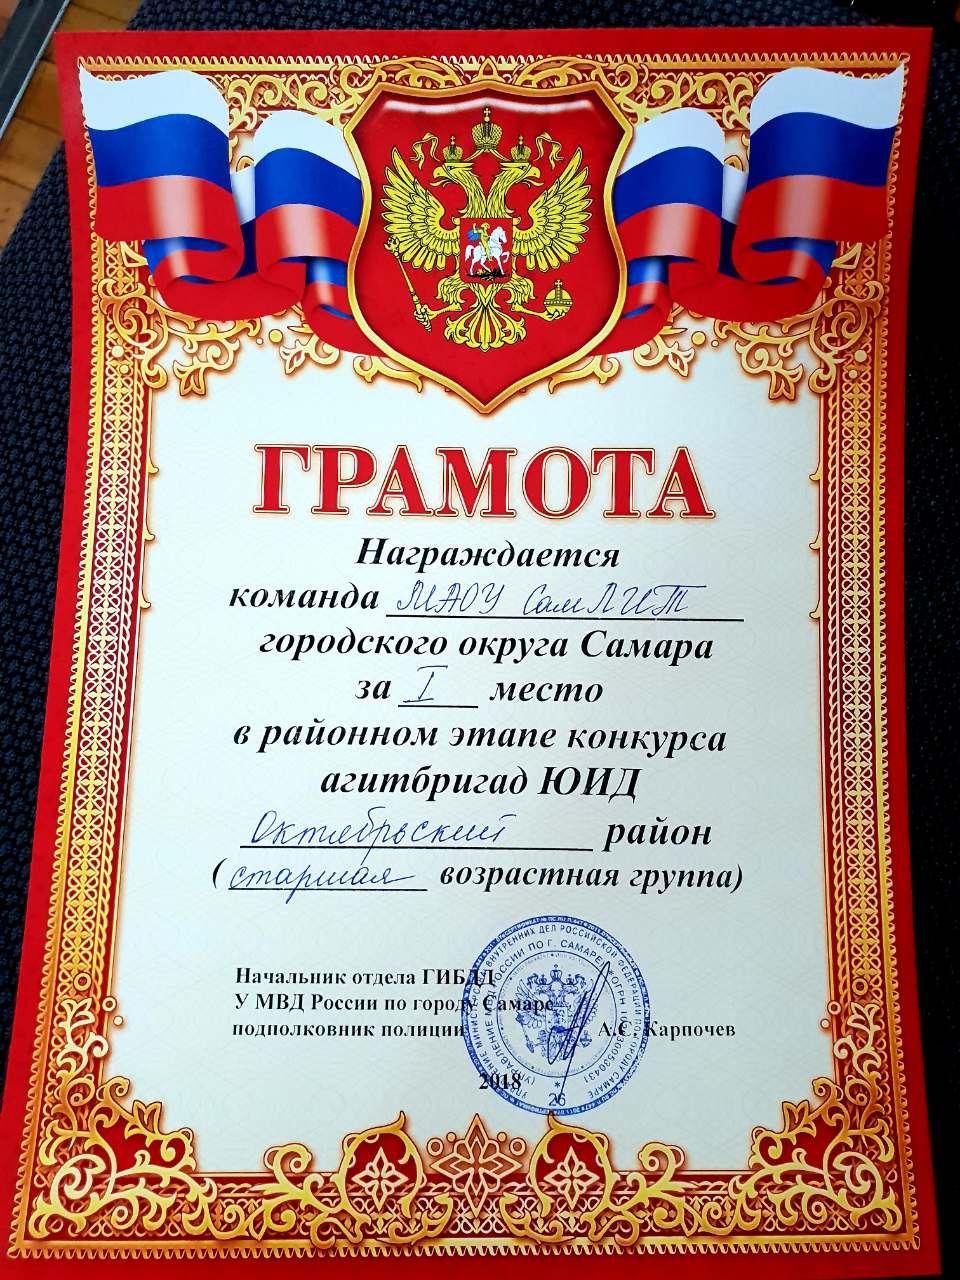 ГРАМОТА
Награждается
команда МАОУ СамЛИТ
городского округа Самара
за I место
в районном этапе конкурса
агитбригад ЮИД
Октябрьский район
(старшая возрастная группа)
Начальник отдела ГИБДД
У МВД России по городу Самаре
подполковник полиции А.С. Карпочев
2018
26